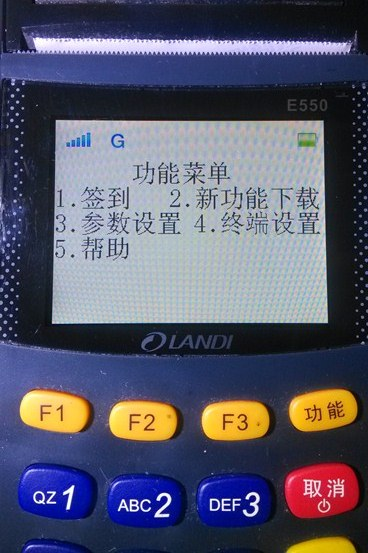 E550
G
功能菜单
1.签到 2.新功能下载
3.参数设置 4.终端设置
5.帮助
LANDI
F1 F2 F3 功能
QZ 1 ABC 2 DEF 3 取消